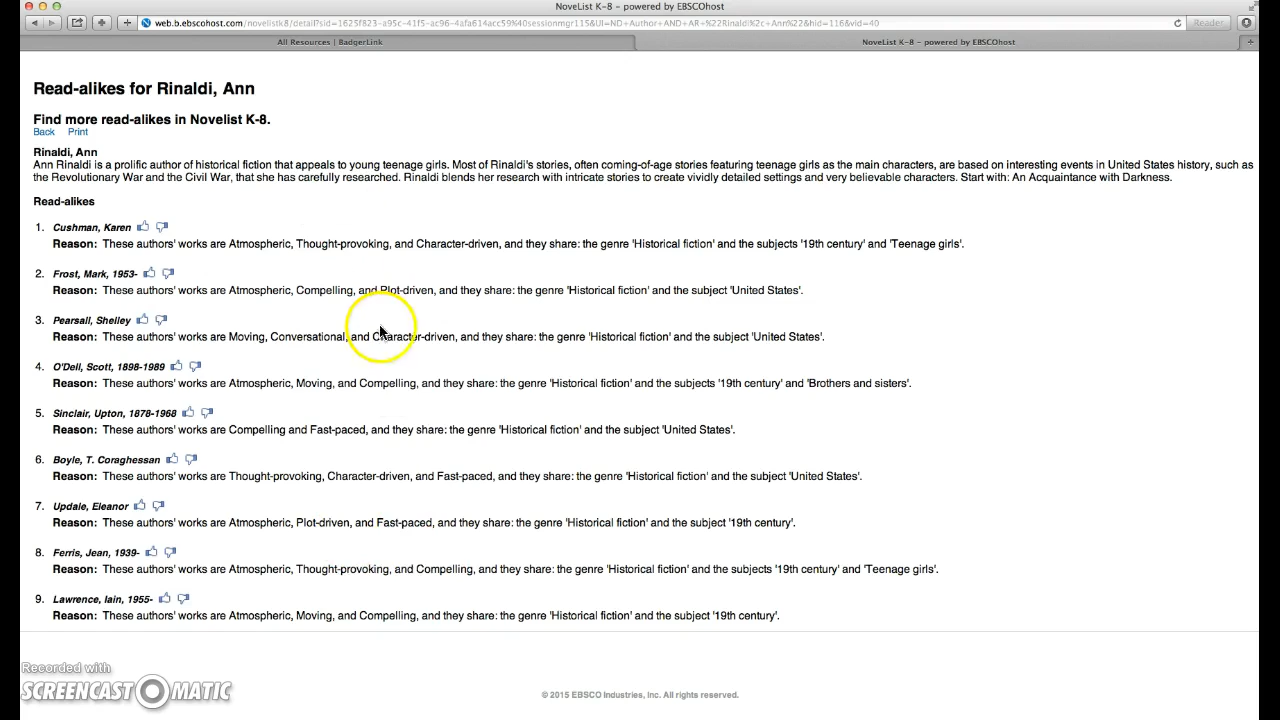 NoveList K-8 - powered by EBSCOhost
web.b.ebscohost.com/novelistk8/detail?sid=1625f823-a95c-41f5-ac96-4afa614acc59%40sessionmgr115&UI=ND+Author+AND+AR+%22Rinaldi%2c+Ann%22&hid=116&vid=40
Reader
All Resources | BadgerLink
NoveList K-8 - powered by EBSCOhost
Read-alikes for Rinaldi, Ann
Find more read-alikes in Novelist K-8.
Back Print
Rinaldi, Ann
Ann Rinaldi is a prolific author of historical fiction that appeals to young teenage girls. Most of Rinaldi's stories, often coming-of-age stories featuring teenage girls as the main characters, are based on interesting events in United States history, such as
the Revolutionary War and the Civil War, that she has carefully researched. Rinaldi blends her research with intricate stories to create vividly detailed settings and very believable characters. Start with: An Acquaintance with Darkness.
Read-alikes
1. Cushman, Karen
Reason: These authors' works are Atmospheric, Thought-provoking, and Character-driven, and they share: the genre 'Historical fiction' and the subjects '19th century' and 'Teenage girls'.
2. Frost, Mark, 1953-
Reason: These authors' works are Atmospheric, Compelling, and Plot-driven, and they share: the genre 'Historical fiction' and the subject 'United States'.
3. Pearsall, Shelley
Reason: These authors' works are Moving, Conversational, and Character-driven, and they share: the genre 'Historical fiction' and the subject 'United States'.
4. O'Dell, Scott, 1898-1989
Reason: These authors' works are Atmospheric, Moving, and Compelling, and they share: the genre 'Historical fiction' and the subjects '19th century' and 'Brothers and sisters'.
5. Sinclair, Upton, 1878-1968
Reason: These authors' works are Compelling and Fast-paced, and they share: the genre 'Historical fiction' and the subject 'United States'.
6. Boyle, T. Coraghessan
Reason: These authors' works are Thought-provoking, Character-driven, and Fast-paced, and they share: the genre 'Historical fiction' and the subject 'United States'.
7. Updale, Eleanor
Reason: These authors' works are Atmospheric, Plot-driven, and Fast-paced, and they share: the genre 'Historical fiction' and the subject '19th century'.
8. Ferris, Jean, 1939-
Reason: These authors' works are Atmospheric, Thought-provoking, and Compelling, and they share: the genre 'Historical fiction' and the subjects '19th century' and 'Teenage girls'.
9. Lawrence, Iain, 1955-
Reason: These authors' works are Atmospheric, Moving, and Compelling, and they share: the genre 'Historical fiction' and the subject '19th century'.
Recorded with
SCREENCAST O MATIC
© 2015 EBSCO Industries, Inc. All rights reserved.